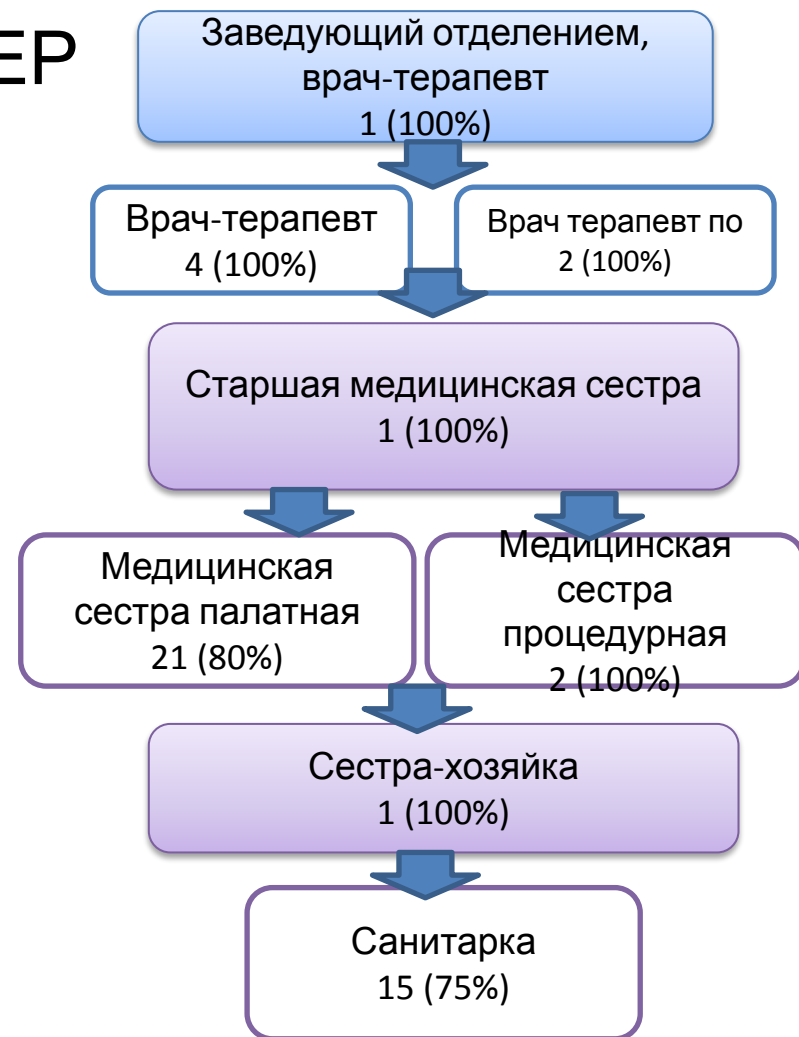 ЕР
Заведующий отделением,
врач-терапевт
1 (100%)
Врач-терапевт
4 (100%)
Врач терапевт по
2 (100%)
Старшая медицинская сестра
1 (100%)
Медицинская
сестра палатная
21 (80%)
Медицинская
сестра
процедурная
2 (100%)
Сестра-хозяйка
1 (100%)
Санитарка
15 (75%)